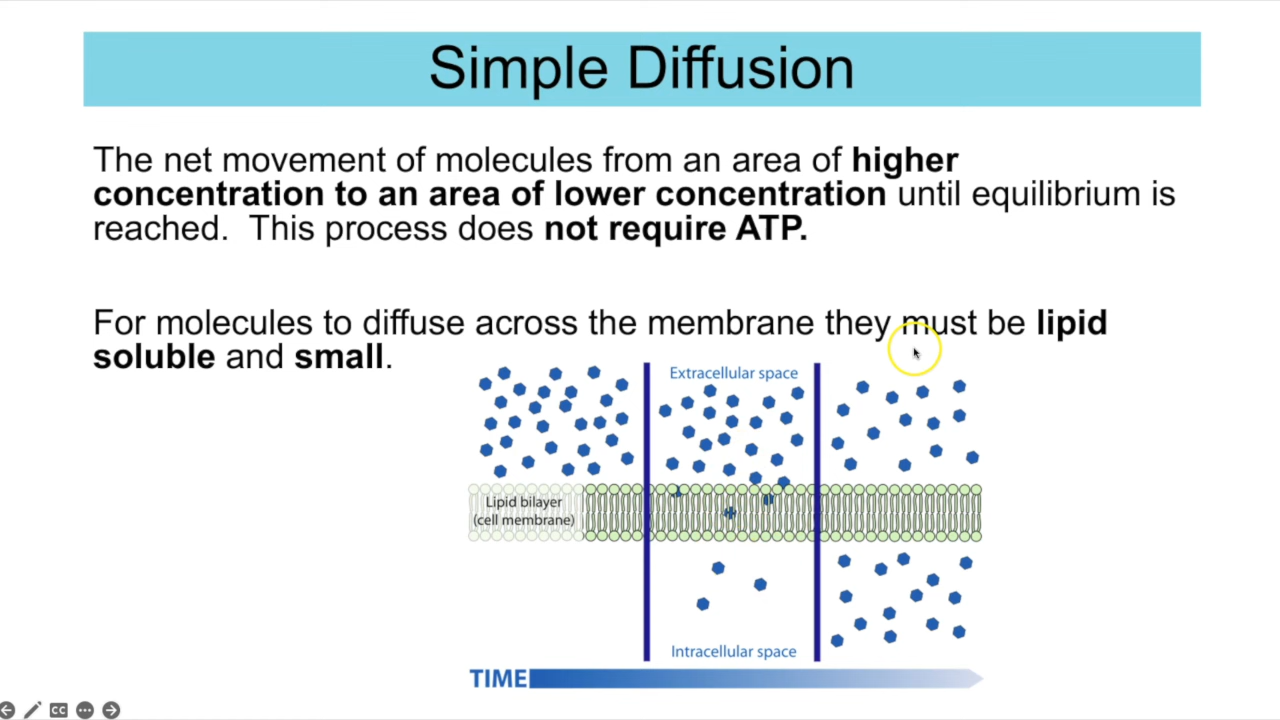 Simple Diffusion
The net movement of molecules from an area of higher
concentration to an area of lower concentration until equilibrium is
reached.  This process does not require ATP.
For molecules to diffuse across the membrane they must be lipid
soluble and small.
Extracellular space
Lipid bilayer
(cell membrane)
Intracellular space
TIME
CC